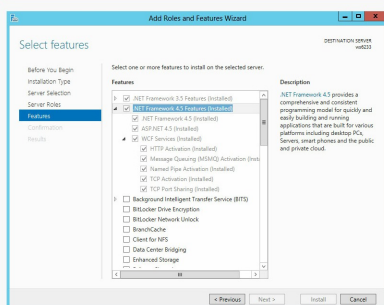 Add Roles and Features Wizard
Select features
DESTINATION SERVER
Before You Begin
Installation Type
Server Selection
Server Roles
Features
Confirmation
Results
Select one or more features to install on the selected server.
Features
.NET Framework 3.5 Features (Installed)
.NET Framework 4.5 Features (Installed)
.NET Framework 4.5 (Installed)
ASP.NET 4.5 (Installed)
WCF Services (Installed)
HTTP Activation (Installed)
Message Queuing (MSMQ) Activation (Insta
Named Pipe Activation (Installed)
TCP Activation (Installed)
TCP Port Sharing (Installed)
Background Intelligent Transfer Service (BITS)
BitLocker Drive Encryption
BitLocker Network Unlock
BranchCache
Client for NFS
Data Center Bridging
Enhanced Storage
Description
.NET Framework 4.5 provides a
comprehensive and consistent
programming model for quickly and
easily building and running
applications that are built for various
platforms including desktop PCs,
Servers, smart phones and the public
and private cloud.
< Previous
Next >
Install
Cancel